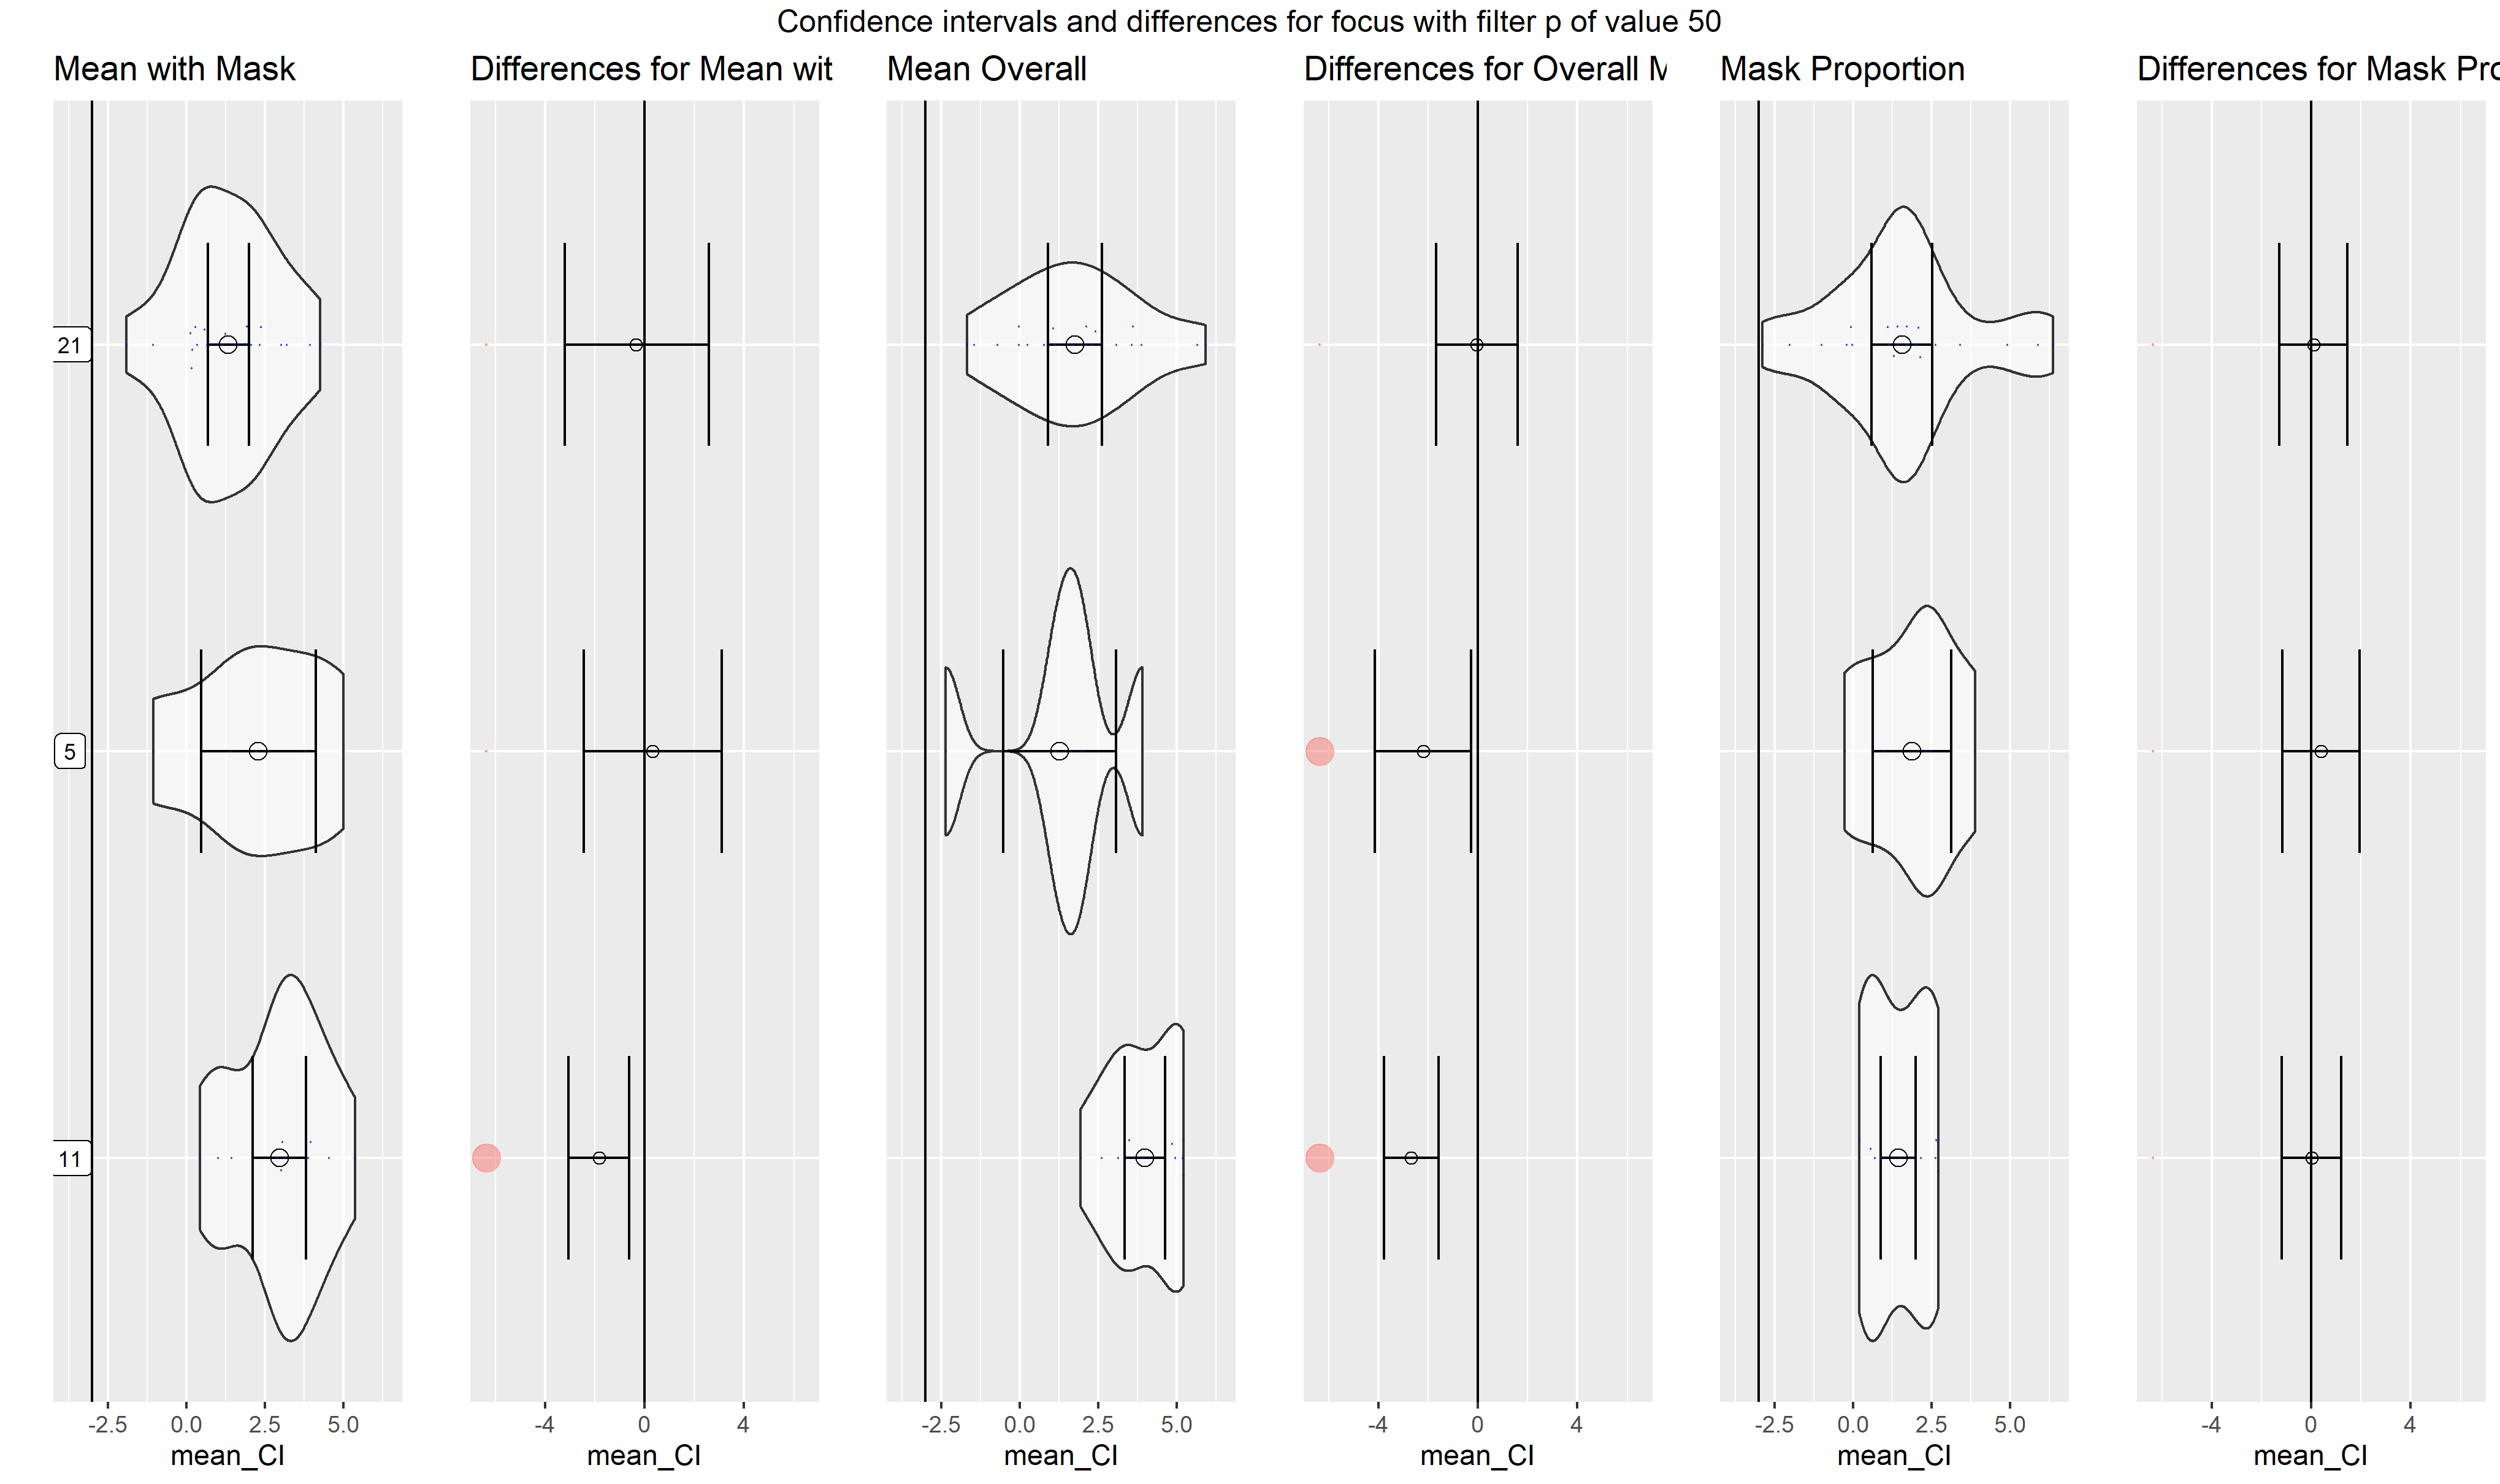 Confidence intervals and differences for focus with filter p of value 50
Mean with Mask
Differences for Mean wit
Mean Overall
Differences for Overall M
Mask Proportion
Differences for Mask Pro
21
5
11
-2.5 0.0 2.5 5.0
-4 0 4
-2.5 0.0 2.5 5.0
-4 0 4
-2.5 0.0 2.5 5.0
-4 0 4
mean_CI
mean_CI
mean_CI
mean_CI
mean_CI
mean_CI